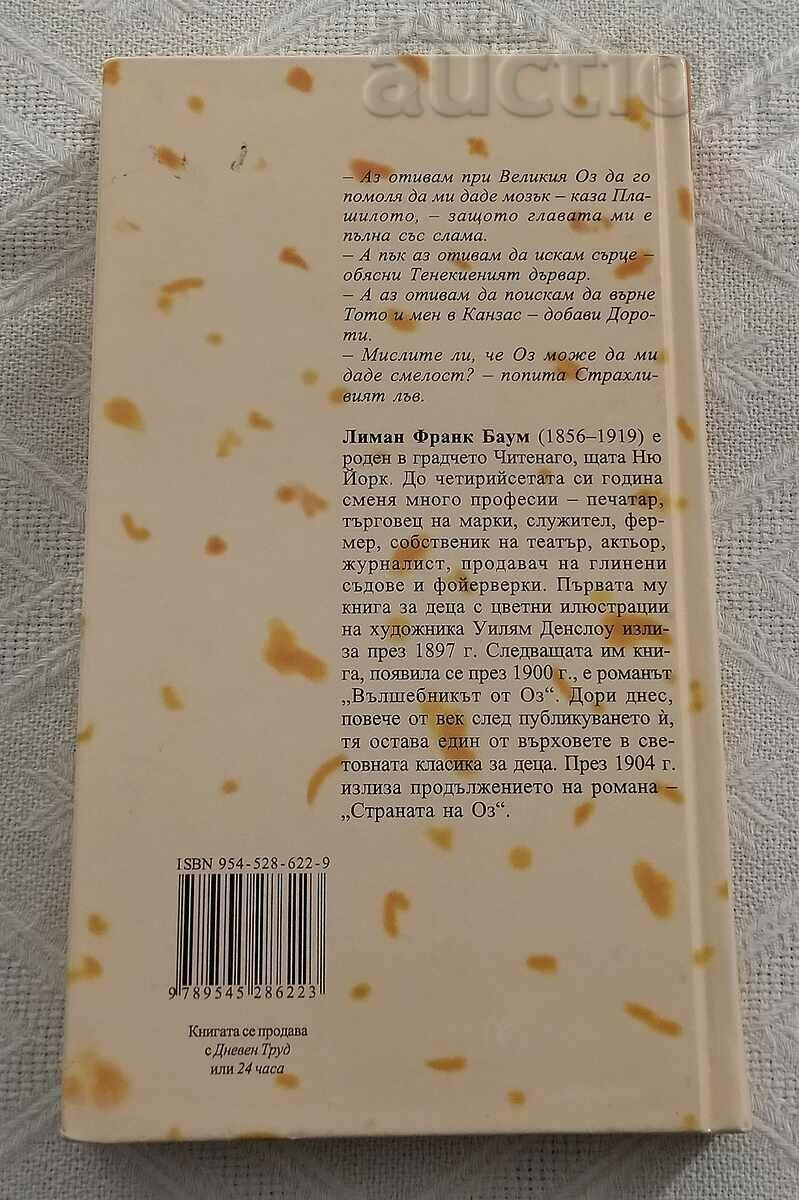 auctio
– Аз отивам при Великия Оз да го
помоля да ми даде мозък – каза Пла-
шилото, – защото главата ми е
пълна със слама.
– А пък аз отивам да искам сърце –
обясни Тенекиеният дървар.
– А аз отивам да поискам да върне
Тото и мен в Канзас – добави Доро-
ти.
– Мислите ли, че Оз може да ми
даде смелост? – попита Страхли-
вият лъв.
Лиман Франк Баум (1856–1919) е
роден в градчето Читенаго, щата Ню
Йорк. До четирийсетата си година
сменя много професии – печатар,
търговец на марки, служител, фер-
мер, собственик на театър, актьор,
журналист, продавач на глинени
съдове и фойерверки. Първата му
книга за деца с цветни илюстрации
на художника Уилям Денслоу изли-
за през 1897 г. Следващата им кни-
га, появила се през 1900 г., е романът
„Вълшебникът от Оз“. Дори днес,
повече от век след публикуването ѝ,
тя остава един от върховете в све-
товната класика за деца. През 1904 г.
излиза продължението на романа –
„Страната на Оз“.
ISBN 954-528-622-9
9 789545 286223
Книгата се продава
с Дневен Труд
или 24 часа